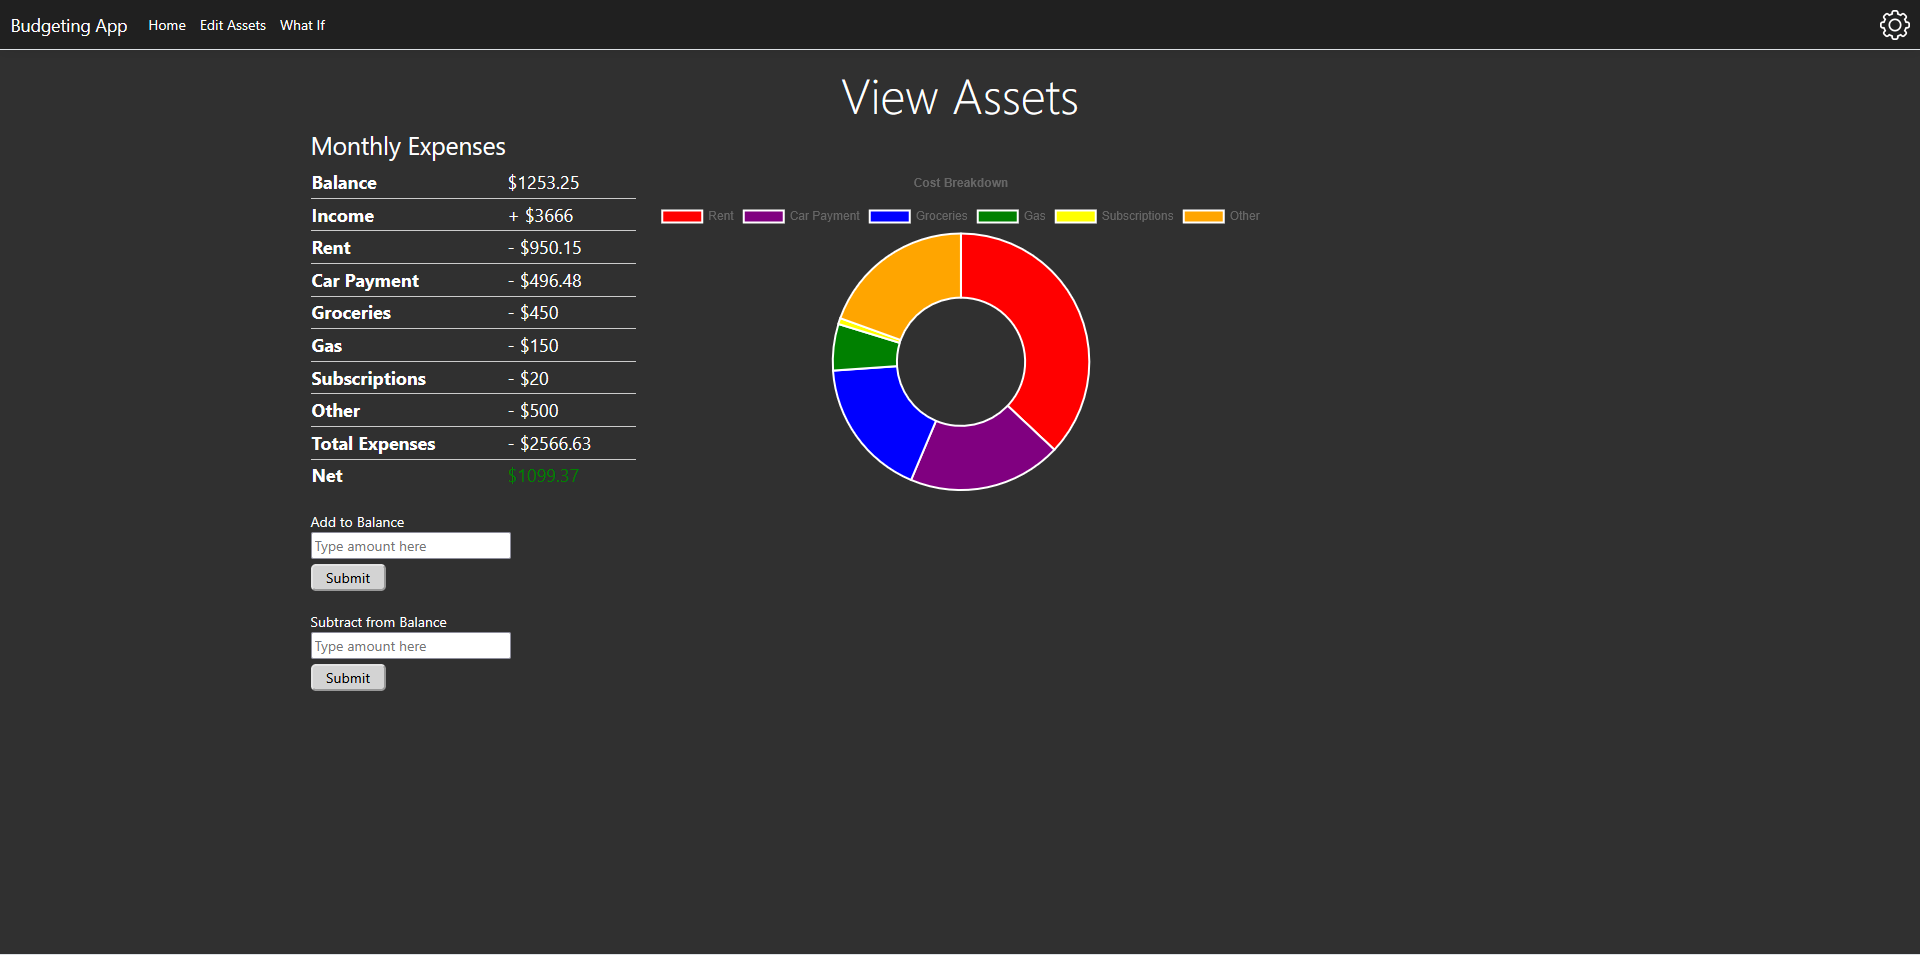 Budgeting App Home Edit Assets What If
View Assets
Monthly Expenses
Balance $1253.25
Income + $3666
Rent - $950.15
Car Payment - $496.48
Groceries - $450
Gas - $150
Subscriptions - $20
Other - $500
Total Expenses - $2566.63
Net $1099.37
Add to Balance
Type amount here
Submit
Subtract from Balance
Type amount here
Submit
Cost Breakdown
Rent Car Payment Groceries Gas Subscriptions Other